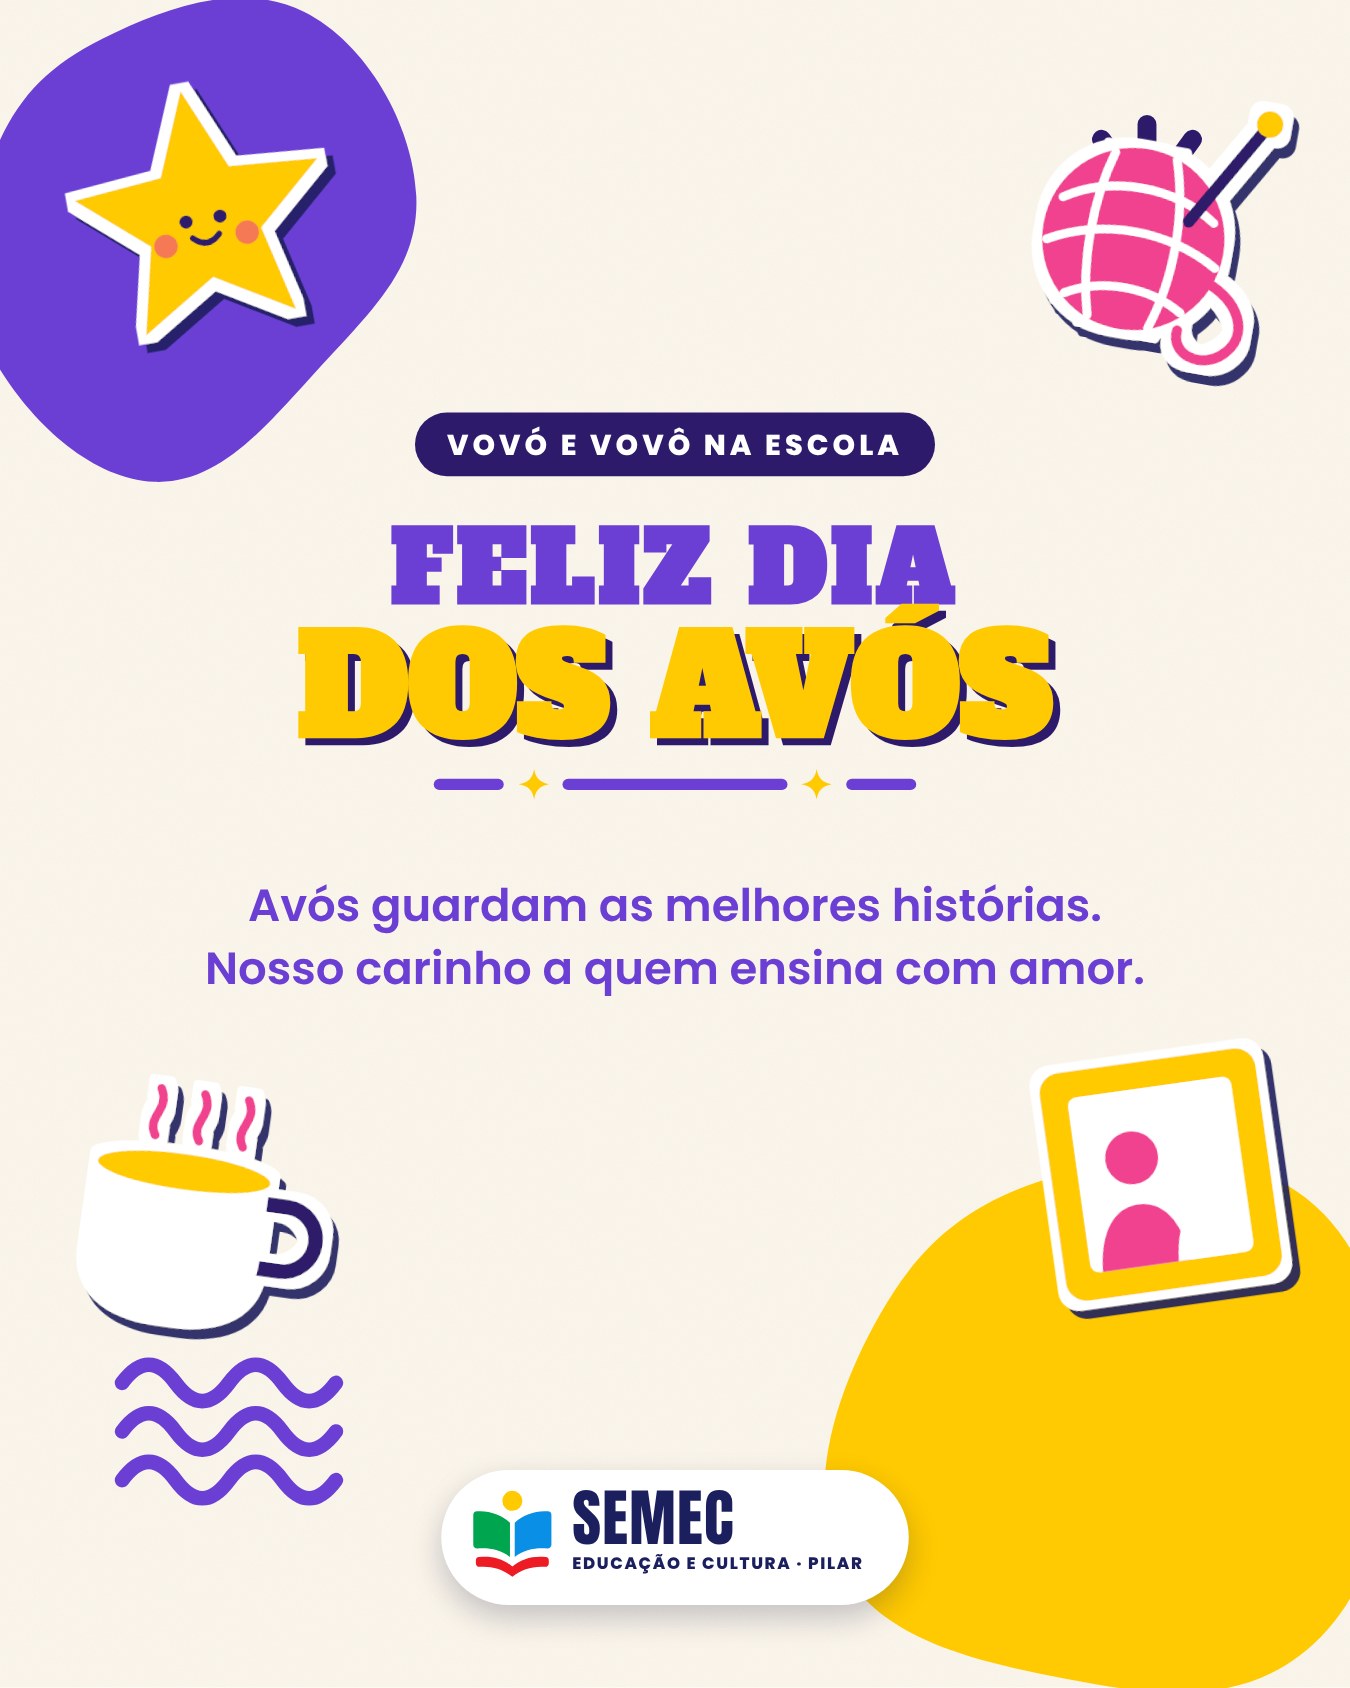 VOVÓ E VOVÔ NA ESCOLA
FELIZ DIA
DOS AVÓS
Avós guardam as melhores histórias.
Nosso carinho a quem ensina com amor.
SEMEC
EDUCAÇÃO E CULTURA · PILAR